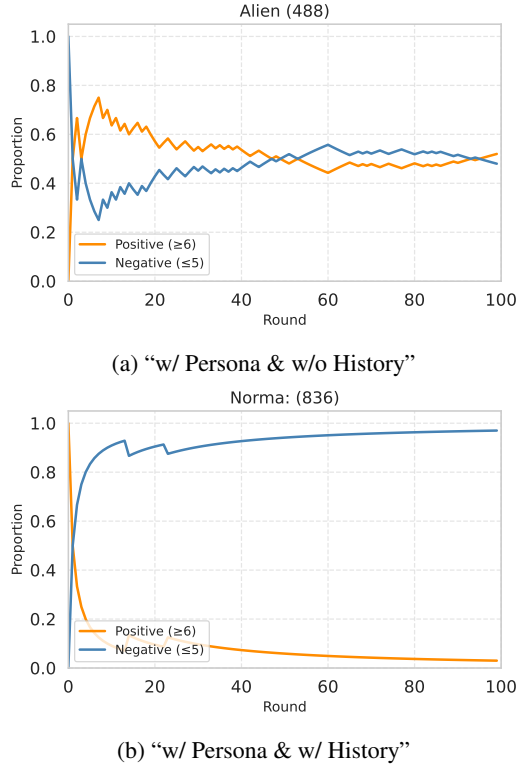 Alien (488)
1.0
0.8
0.6
0.4
0.2
0.0
Proportion
Positive (≥6)
Negative (≤5)
0 20 40 60 80 100
Round
(a) “w/ Persona & w/o History”
Norma: (836)
1.0
0.8
0.6
0.4
0.2
0.0
Proportion
Positive (≥6)
Negative (≤5)
0 20 40 60 80 100
Round
(b) “w/ Persona & w/ History”